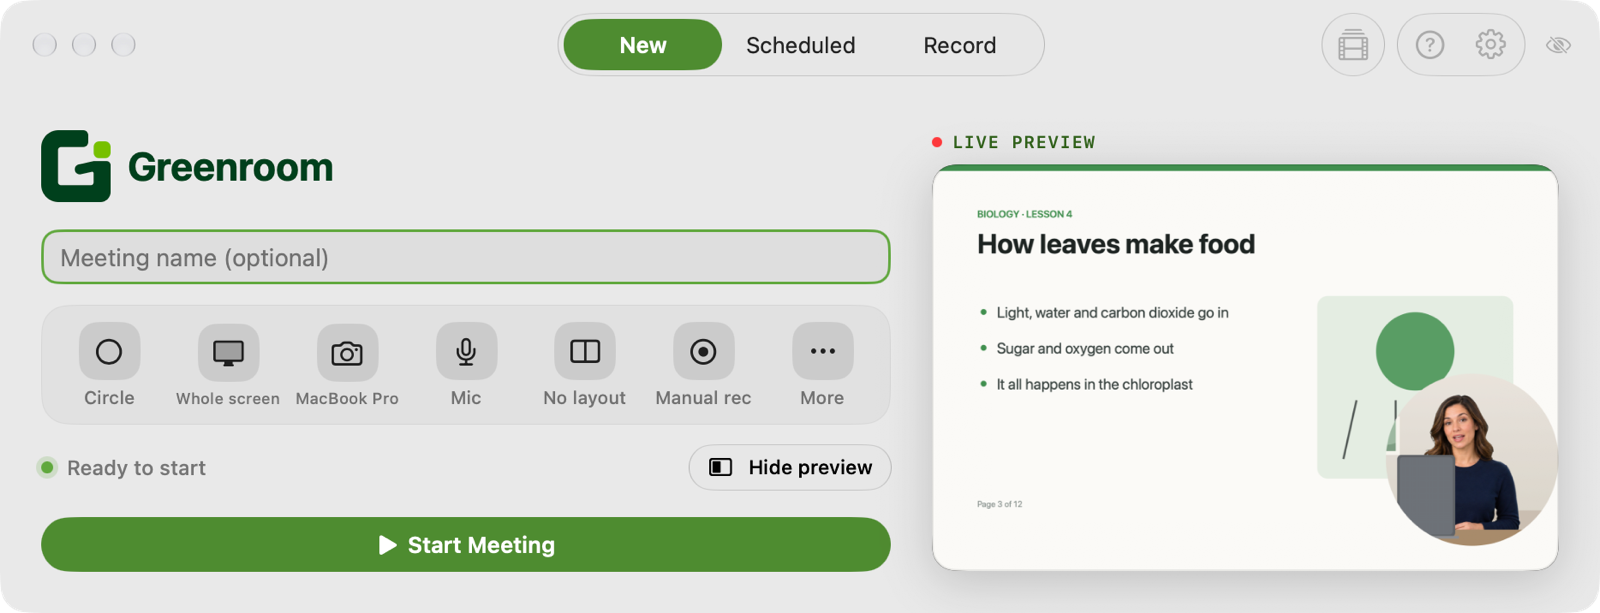 New
Scheduled
Record
?
Greenroom
LIVE PREVIEW
Meeting name (optional)
Circle
Whole screen
MacBook Pro
Mic
No layout
Manual rec
More
Ready to start
Hide preview
Start Meeting
BIOLOGY · LESSON 4
How leaves make food
• Light, water and carbon dioxide go in
• Sugar and oxygen come out
• It all happens in the chloroplast
Page 3 of 12